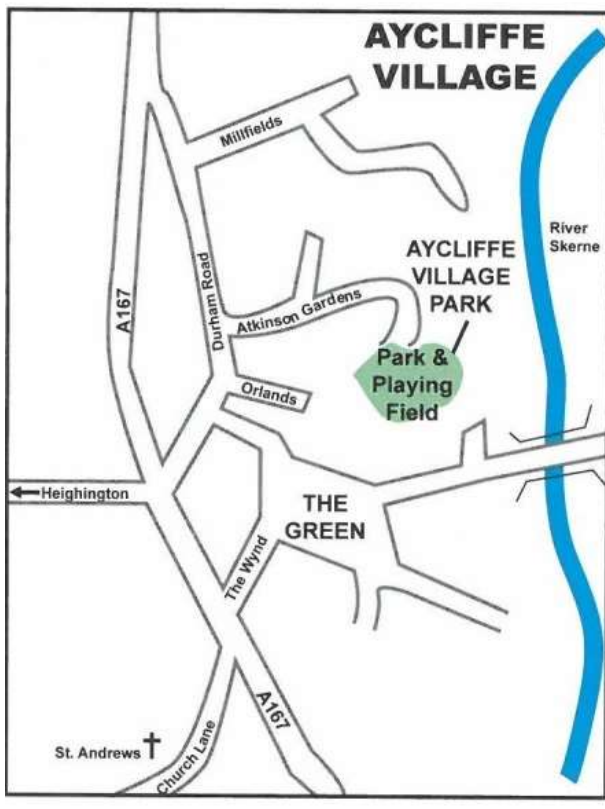 AYCLIFFE
VILLAGE
Millfields
River
Skerne
AYCLIFFE
VILLAGE
PARK
Durham Road
A167
Atkinson Gardens
Park &
Playing
Field
Orlands
Heighington
THE
GREEN
The Wynd
A167
St. Andrews
Church Lane